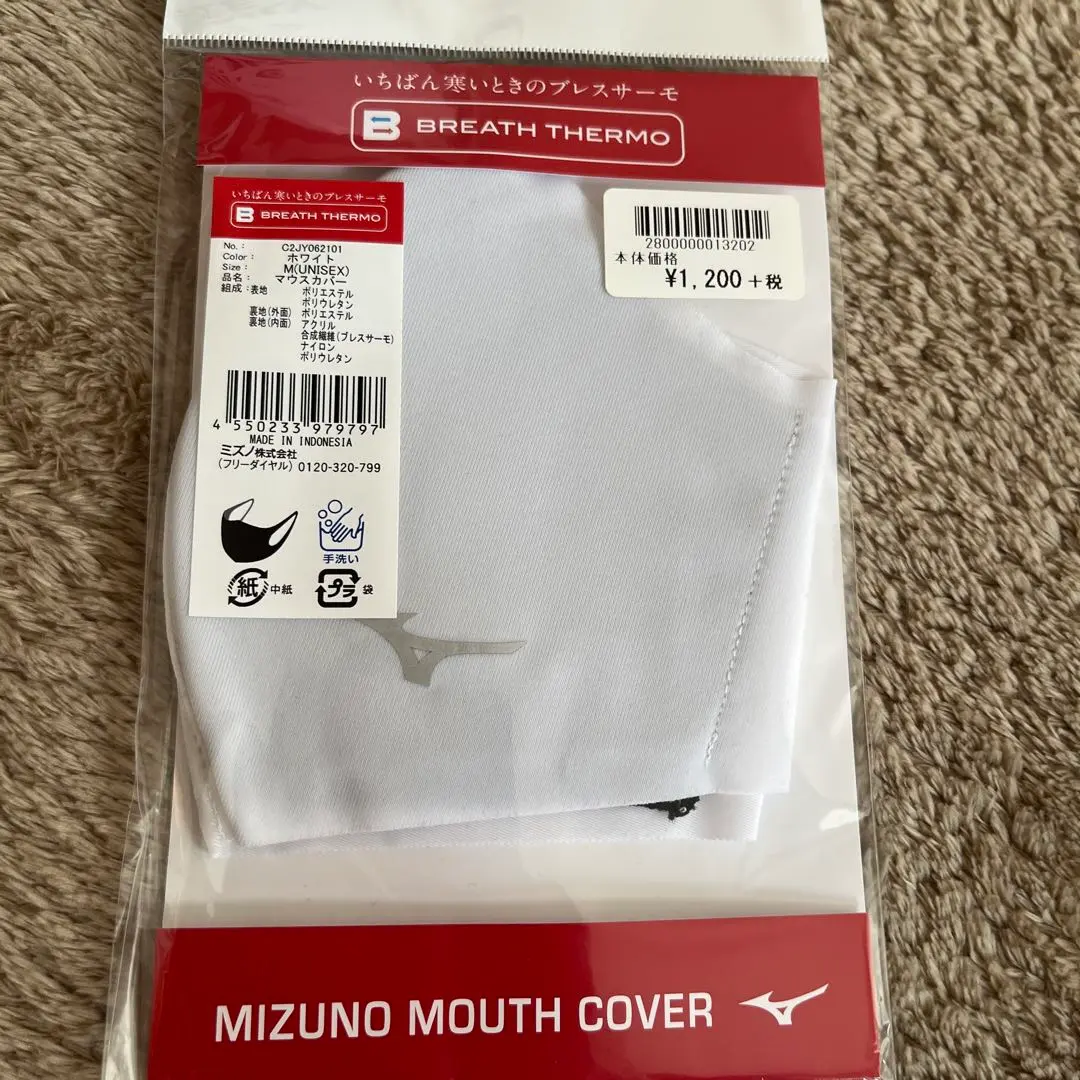 いちばん寒いときのブレスサーモ
B BREATH THERMO
いちばん寒いときのブレスサーモ
B BREATH THERMO
No.: C2JY062101
Color: ホワイト
Size: M(UNISEX)
品名: マウスカバー
組成:表地 ポリエステル
ポリウレタン
裏地(外面) ポリエステル
裏地(内面) アクリル
合成繊維(ブレスサーモ)
ナイロン
ポリウレタン
4 550233 979797
MADE IN INDONESIA
ミズノ株式会社
(フリーダイヤル) 0120-320-799
手洗い
紙 中紙
プラ 袋
2800000013202
本体価格
¥1,200+税
MIZUNO MOUTH COVER